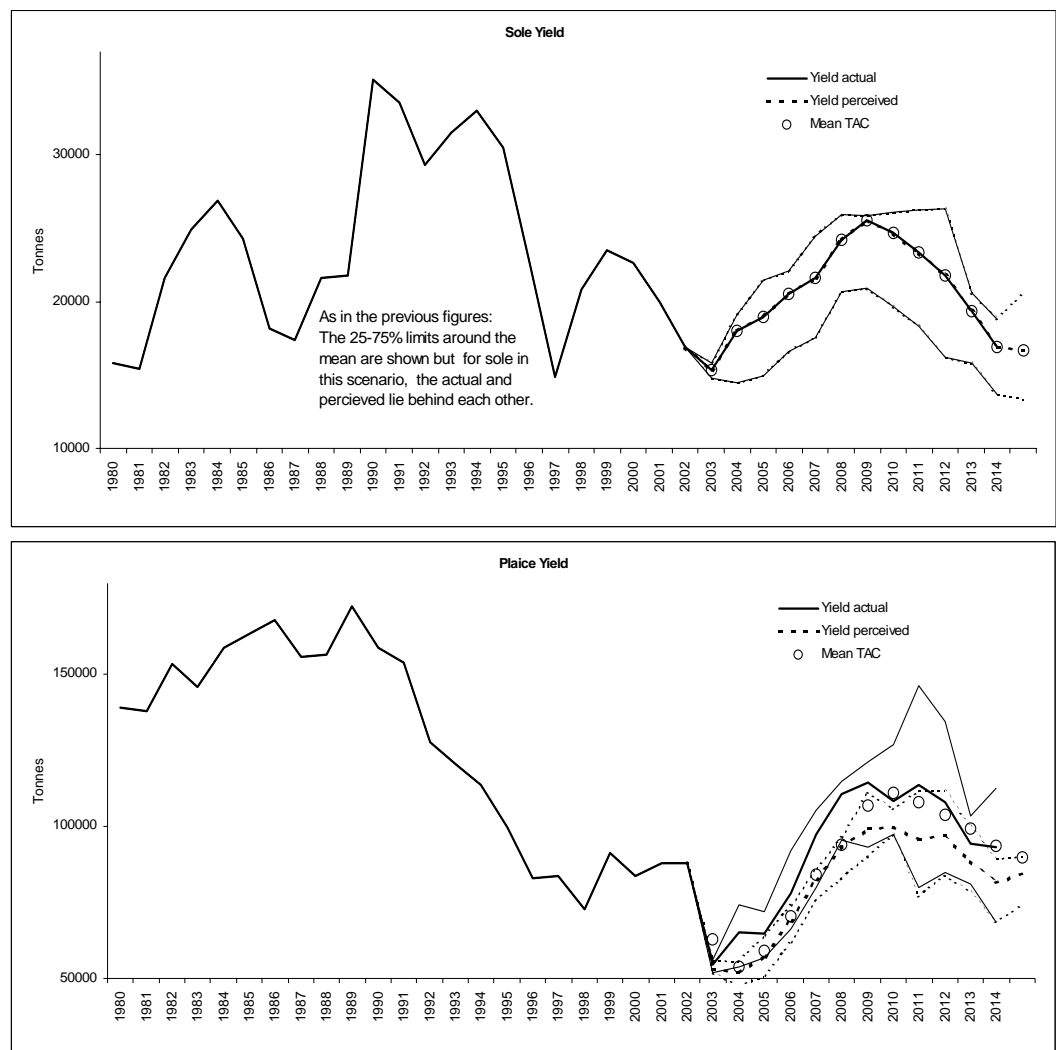 Sole Yield
Yield actual
Yield perceived
Mean TAC
30000
20000
10000
Tonnes
As in the previous figures:
The 25-75% limits around the
mean are shown but for sole in
this scenario, the actual and
percieved lie behind each other.
1980 1981 1982 1983 1984 1985 1986 1987 1988 1989 1990 1991 1992 1993 1994 1995 1996 1997 1998 1999 2000 2001 2002 2003 2004 2005 2006 2007 2008 2009 2010 2011 2012 2013 2014
Plaice Yield
Yield actual
Yield perceived
Mean TAC
150000
100000
50000
Tonnes
1980 1981 1982 1983 1984 1985 1986 1987 1988 1989 1990 1991 1992 1993 1994 1995 1996 1997 1998 1999 2000 2001 2002 2003 2004 2005 2006 2007 2008 2009 2010 2011 2012 2013 2014